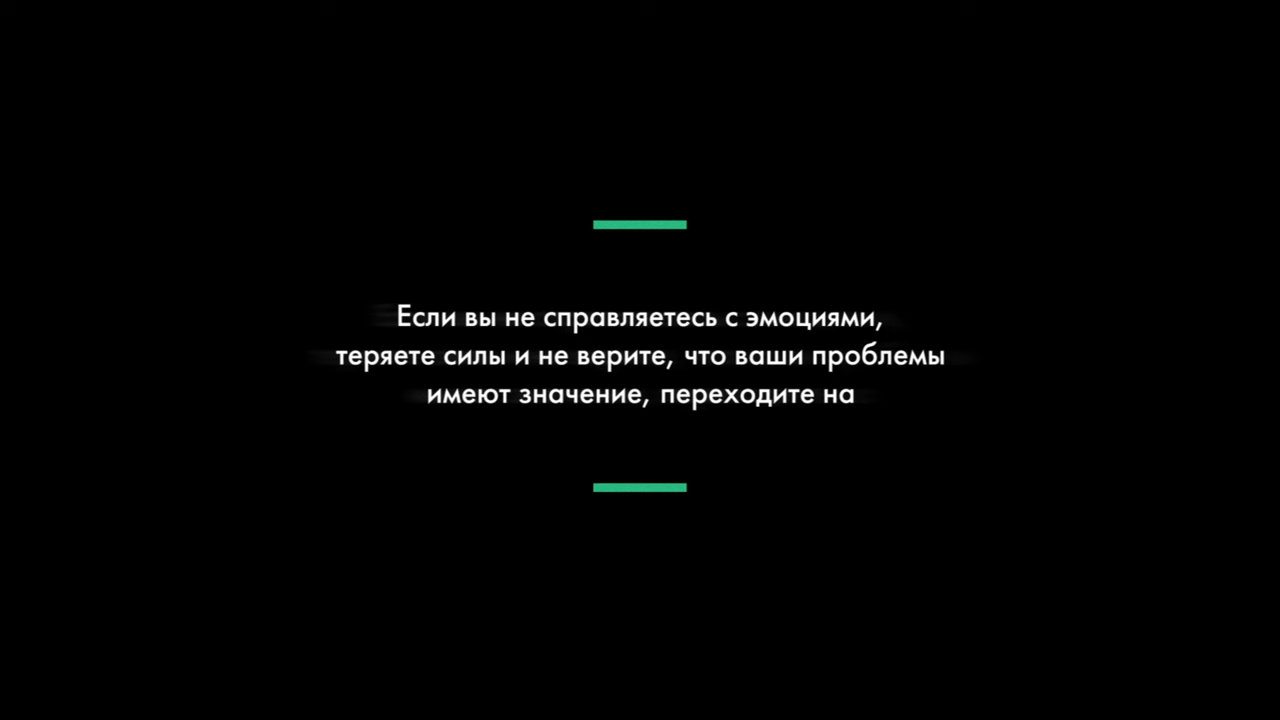 Если вы не справляетесь с эмоциями,
теряете силы и не верите, что ваши проблемы
имеют значение, переходите на